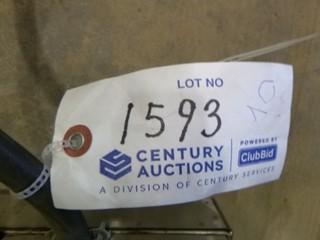 LOT NO
1593
10
CENTURY
AUCTIONS
POWERED BY
ClubBid
A DIVISION OF CENTURY SERVICES